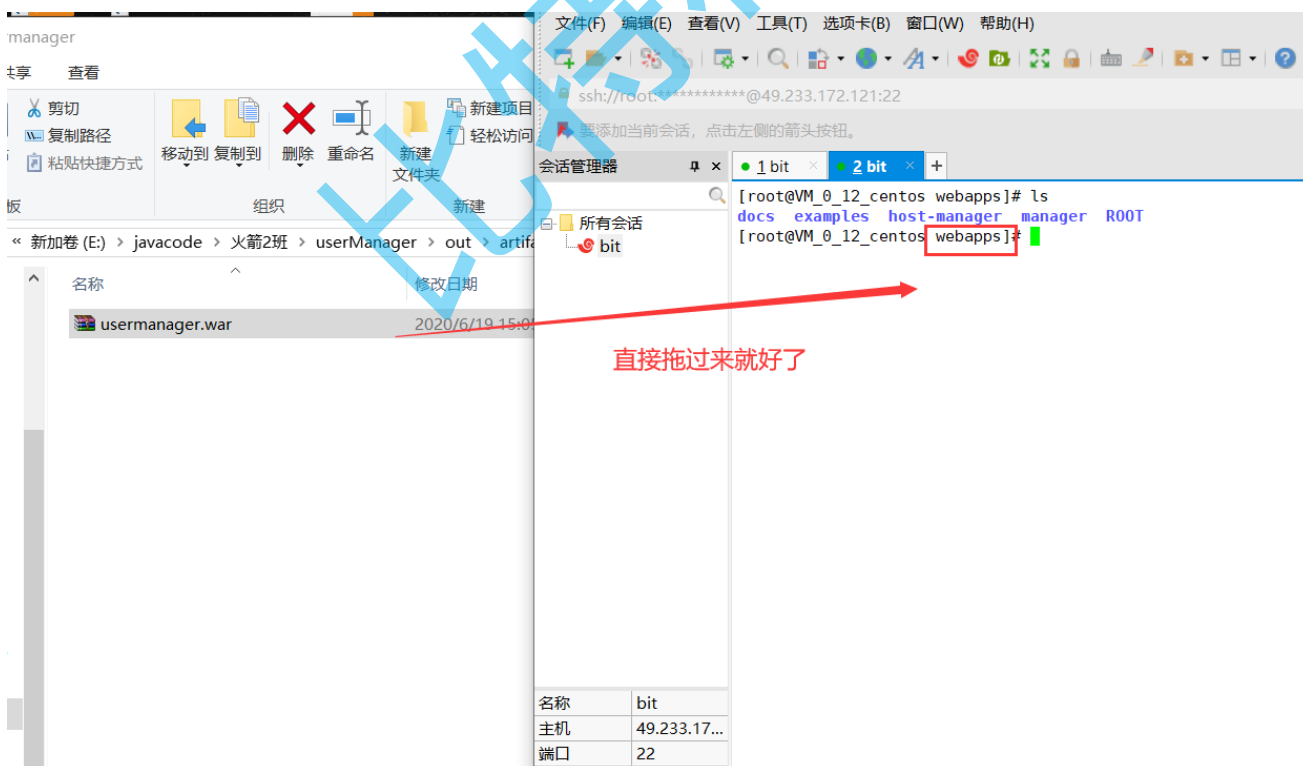 rmanager
共享 查看
剪切
复制路径
粘贴快捷方式
移动到 复制到 删除 重命名 新建
文件夹
新建项目
轻松访问
板 组织 新建
« 新加卷 (E:) › javacode › 火箭2班 › userManager › out › artifa
名称 修改日期
usermanager.war 2020/6/19 15:0
文件(F) 编辑(E) 查看(V) 工具(T) 选项卡(B) 窗口(W) 帮助(H)
ssh://root:************@49.233.172.121:22
要添加当前会话，点击左侧的箭头按钮。
会话管理器
1 bit × 2 bit × +
所有会话
bit
[root@VM_0_12_centos webapps]# ls
docs examples host-manager manager ROOT
[root@VM_0_12_centos webapps]#
直接拖过来就好了
名称 bit
主机 49.233.17...
端口 22
比特